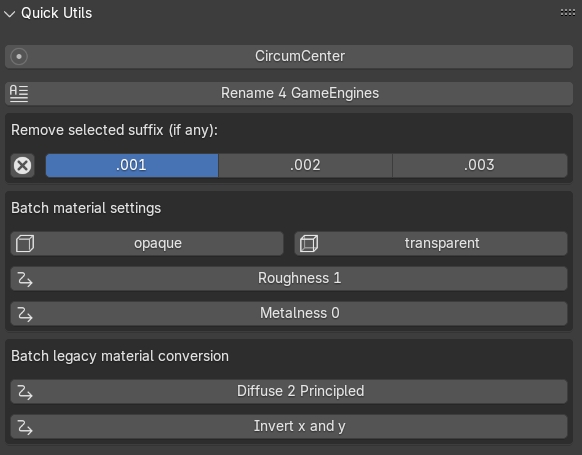 Quick Utils
CircumCenter
Rename 4 GameEngines
Remove selected suffix (if any):
.001 .002 .003
Batch material settings
opaque transparent
Roughness 1
Metalness 0
Batch legacy material conversion
Diffuse 2 Principled
Invert x and y